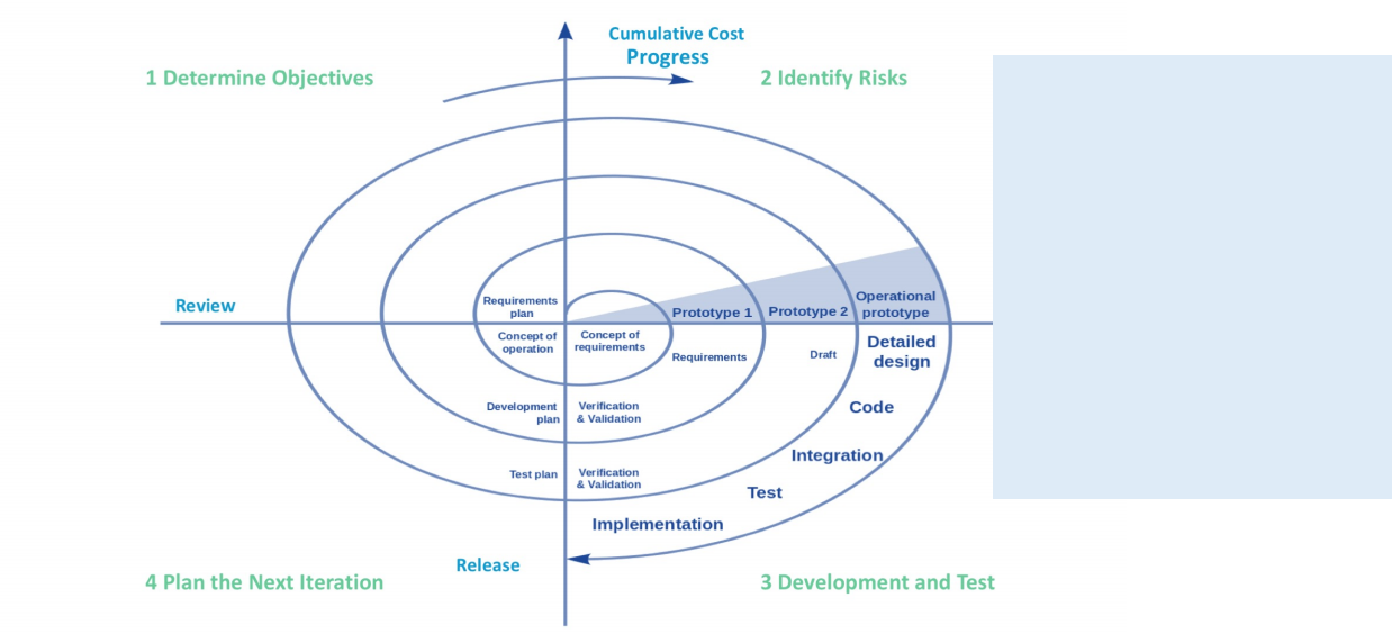 Cumulative Cost
Progress
1 Determine Objectives
2 Identify Risks
Review
Requirements
plan
Prototype 1
Prototype 2
Operational
prototype
Concept of
operation
Concept of
requirements
Requirements
Draft
Detailed
design
Development
plan
Verification
& Validation
Code
Integration
Test plan
Verification
& Validation
Test
Implementation
Release
4 Plan the Next Iteration
3 Development and Test